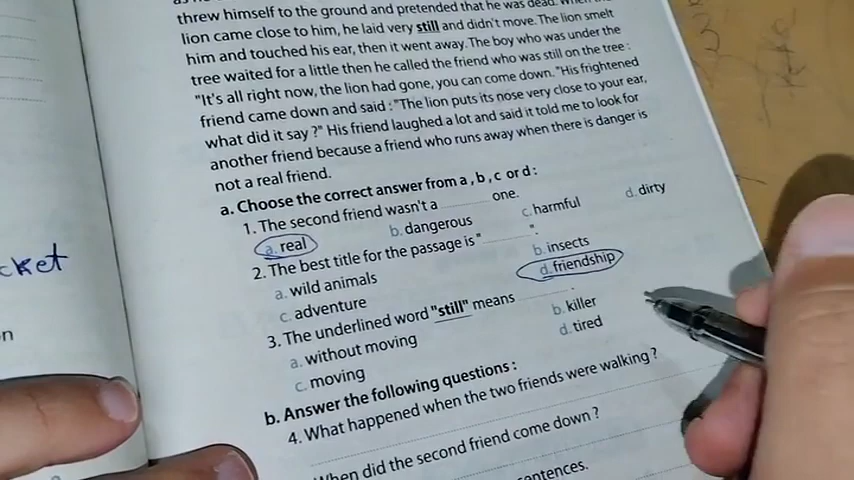 threw himself to the ground and pretended that he was dead. When the
lion came close to him, he laid very still and didn't move. The lion smelt
him and touched his ear, then it went away. The boy who was under the
tree waited for a little then he called the friend who was still on the tree :
"It's all right now, the lion had gone, you can come down. "His frightened
friend came down and said : "The lion puts its nose very close to your ear,
what did it say ?" His friend laughed a lot and said it told me to look for
another friend because a friend who runs away when there is danger is
not a real friend.
a. Choose the correct answer from a , b , c or d :
1. The second friend wasn't a ........ one.
a. real b. dangerous c. harmful d. dirty
2. The best title for the passage is " ........ ".
a. wild animals b. insects
c. adventure d. friendship
3. The underlined word "still" means ........ .
a. without moving b. killer
c. moving d. tired
b. Answer the following questions :
4. What happened when the two friends were walking ?
When did the second friend come down ?
sentences.
cket
n